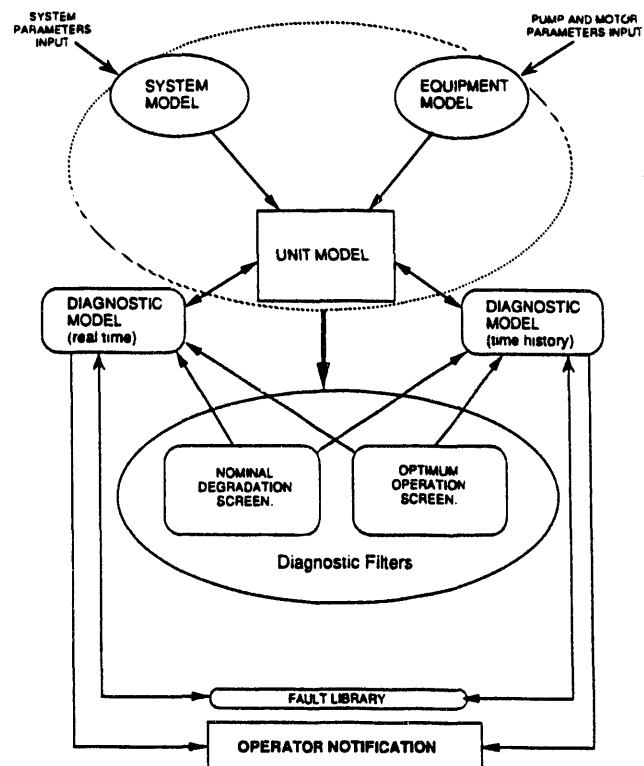 SYSTEM
PARAMETERS
INPUT
PUMP AND MOTOR
PARAMETERS INPUT
SYSTEM
MODEL
EQUIPMENT
MODEL
UNIT MODEL
DIAGNOSTIC
MODEL
(real time)
DIAGNOSTIC
MODEL
(time history)
NOMINAL
DEGRADATION
SCREEN.
OPTIMUM
OPERATION
SCREEN.
Diagnostic Filters
FAULT LIBRARY
OPERATOR NOTIFICATION